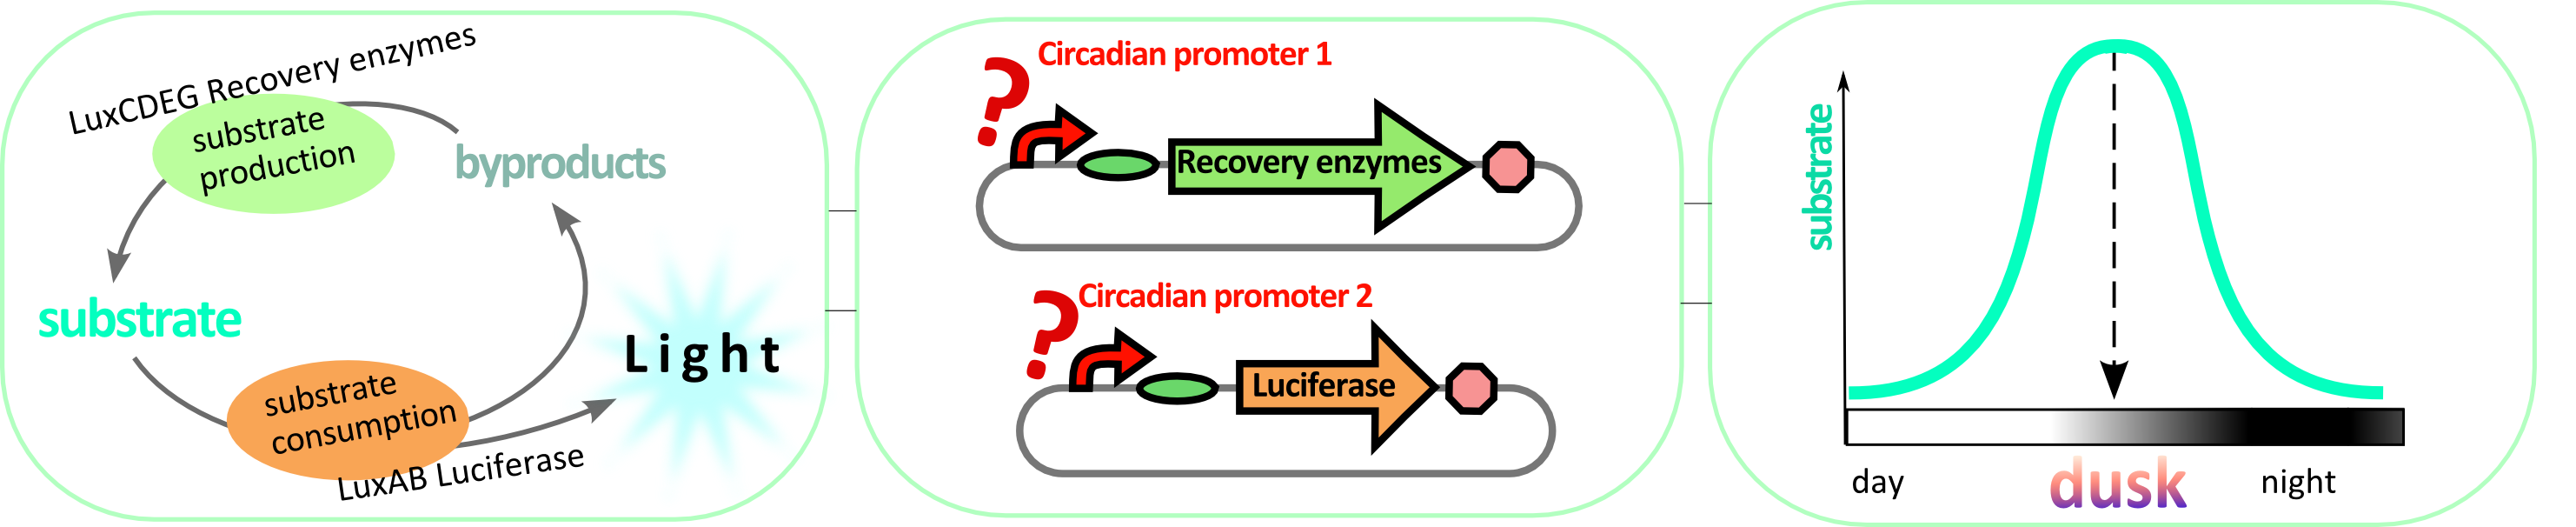 LuxCDEG Recovery enzymes
substrate
production
byproducts
substrate
Light
substrate
consumption
LuxAB Luciferase
? Circadian promoter 1
Recovery enzymes
? Circadian promoter 2
Luciferase
substrate
day
dusk
night